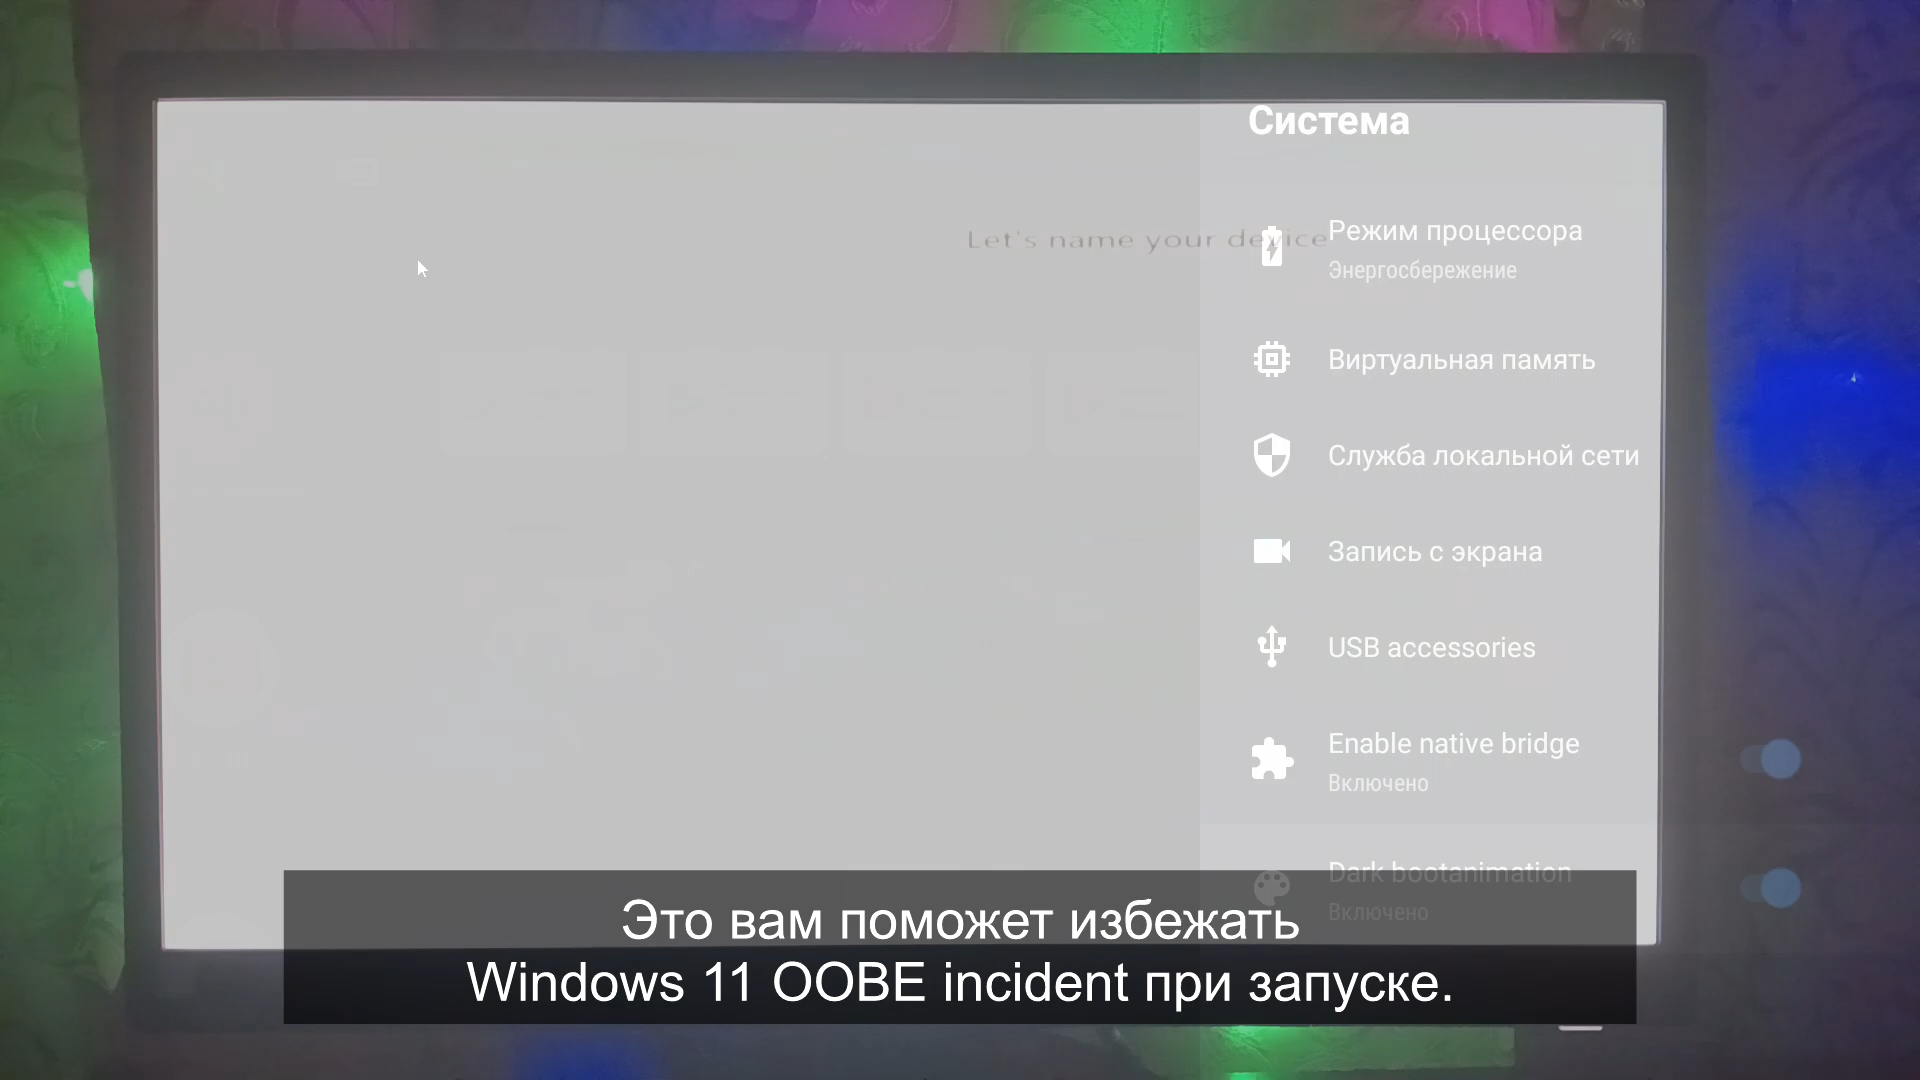 Система
Let's name your device
Режим процессора
Энергосбережение
Виртуальная память
Служба локальной сети
Запись с экрана
USB accessories
Enable native bridge
Включено
Dark bootanimation
Включено
Это вам поможет избежать
Windows 11 OOBE incident при запуске.